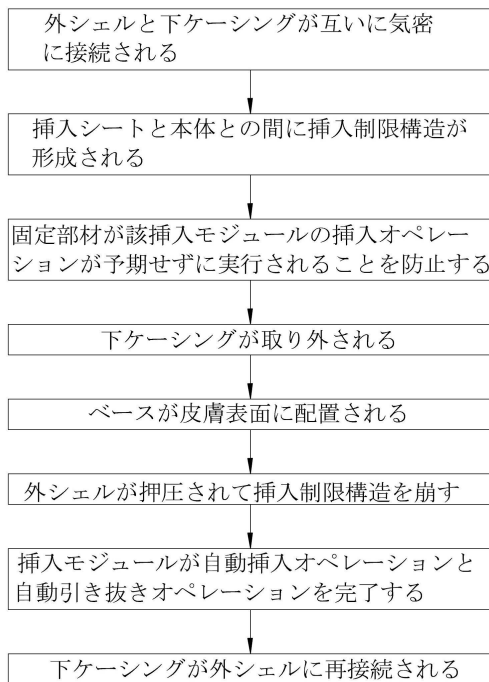 外シェルと下ケーシングが互いに気密
に接続される
挿入シートと本体との間に挿入制限構造が
形成される
固定部材が該挿入モジュールの挿入オペレー
ションが予期せずに実行されることを防止する
下ケーシングが取り外される
ベースが皮膚表面に配置される
外シェルが押圧されて挿入制限構造を崩す
挿入モジュールが自動挿入オペレーションと
自動引き抜きオペレーションを完了する
下ケーシングが外シェルに再接続される